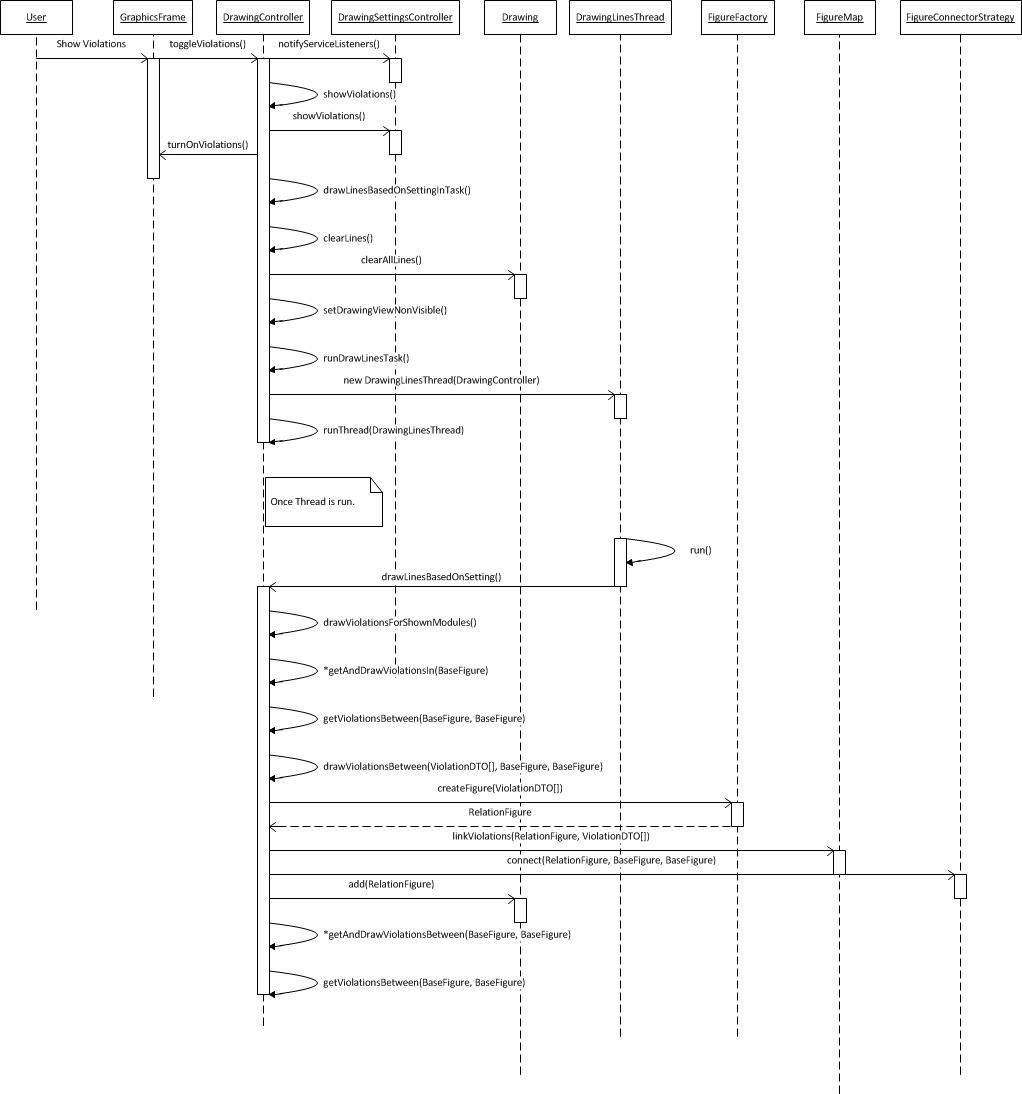 User
GraphicsFrame
DrawingController
DrawingSettingsController
Drawing
DrawingLinesThread
FigureFactory
FigureMap
FigureConnectorStrategy
Show Violations
toggleViolations()
notifyServiceListeners()
showViolations()
showViolations()
turnOnViolations()
drawLinesBasedOnSettingInTask()
clearLines()
clearAllLines()
setDrawingViewNonVisible()
runDrawLinesTask()
new DrawingLinesThread(DrawingController)
runThread(DrawingLinesThread)
Once Thread is run.
run()
drawLinesBasedOnSetting()
drawViolationsForShownModules()
*getAndDrawViolationsIn(BaseFigure)
getViolationsBetween(BaseFigure, BaseFigure)
drawViolationsBetween(ViolationDTO[], BaseFigure, BaseFigure)
createFigure(ViolationDTO[])
RelationFigure
linkViolations(RelationFigure, ViolationDTO[])
connect(RelationFigure, BaseFigure, BaseFigure)
add(RelationFigure)
*getAndDrawViolationsBetween(BaseFigure, BaseFigure)
getViolationsBetween(BaseFigure, BaseFigure)